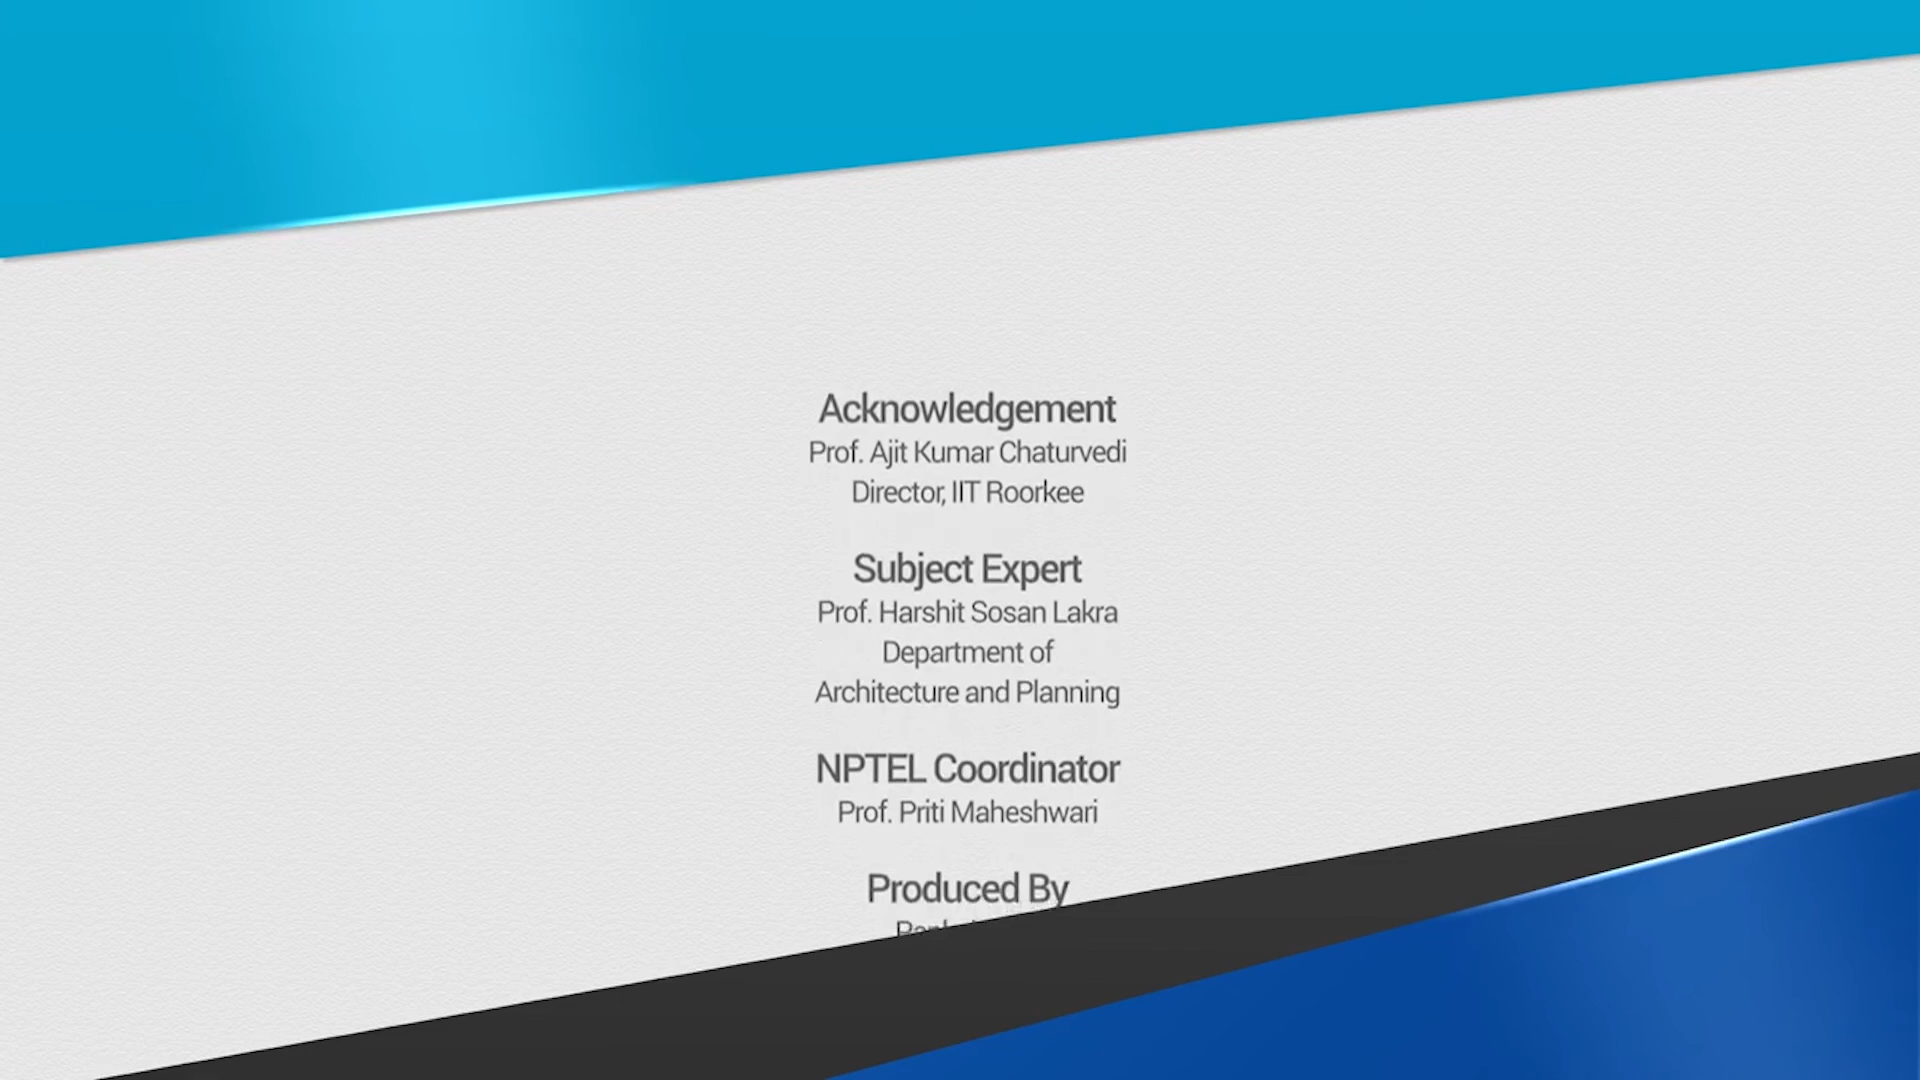 Acknowledgement
Prof. Ajit Kumar Chaturvedi
Director, IIT Roorkee
Subject Expert
Prof. Harshit Sosan Lakra
Department of
Architecture and Planning
NPTEL Coordinator
Prof. Priti Maheshwari
Produced By